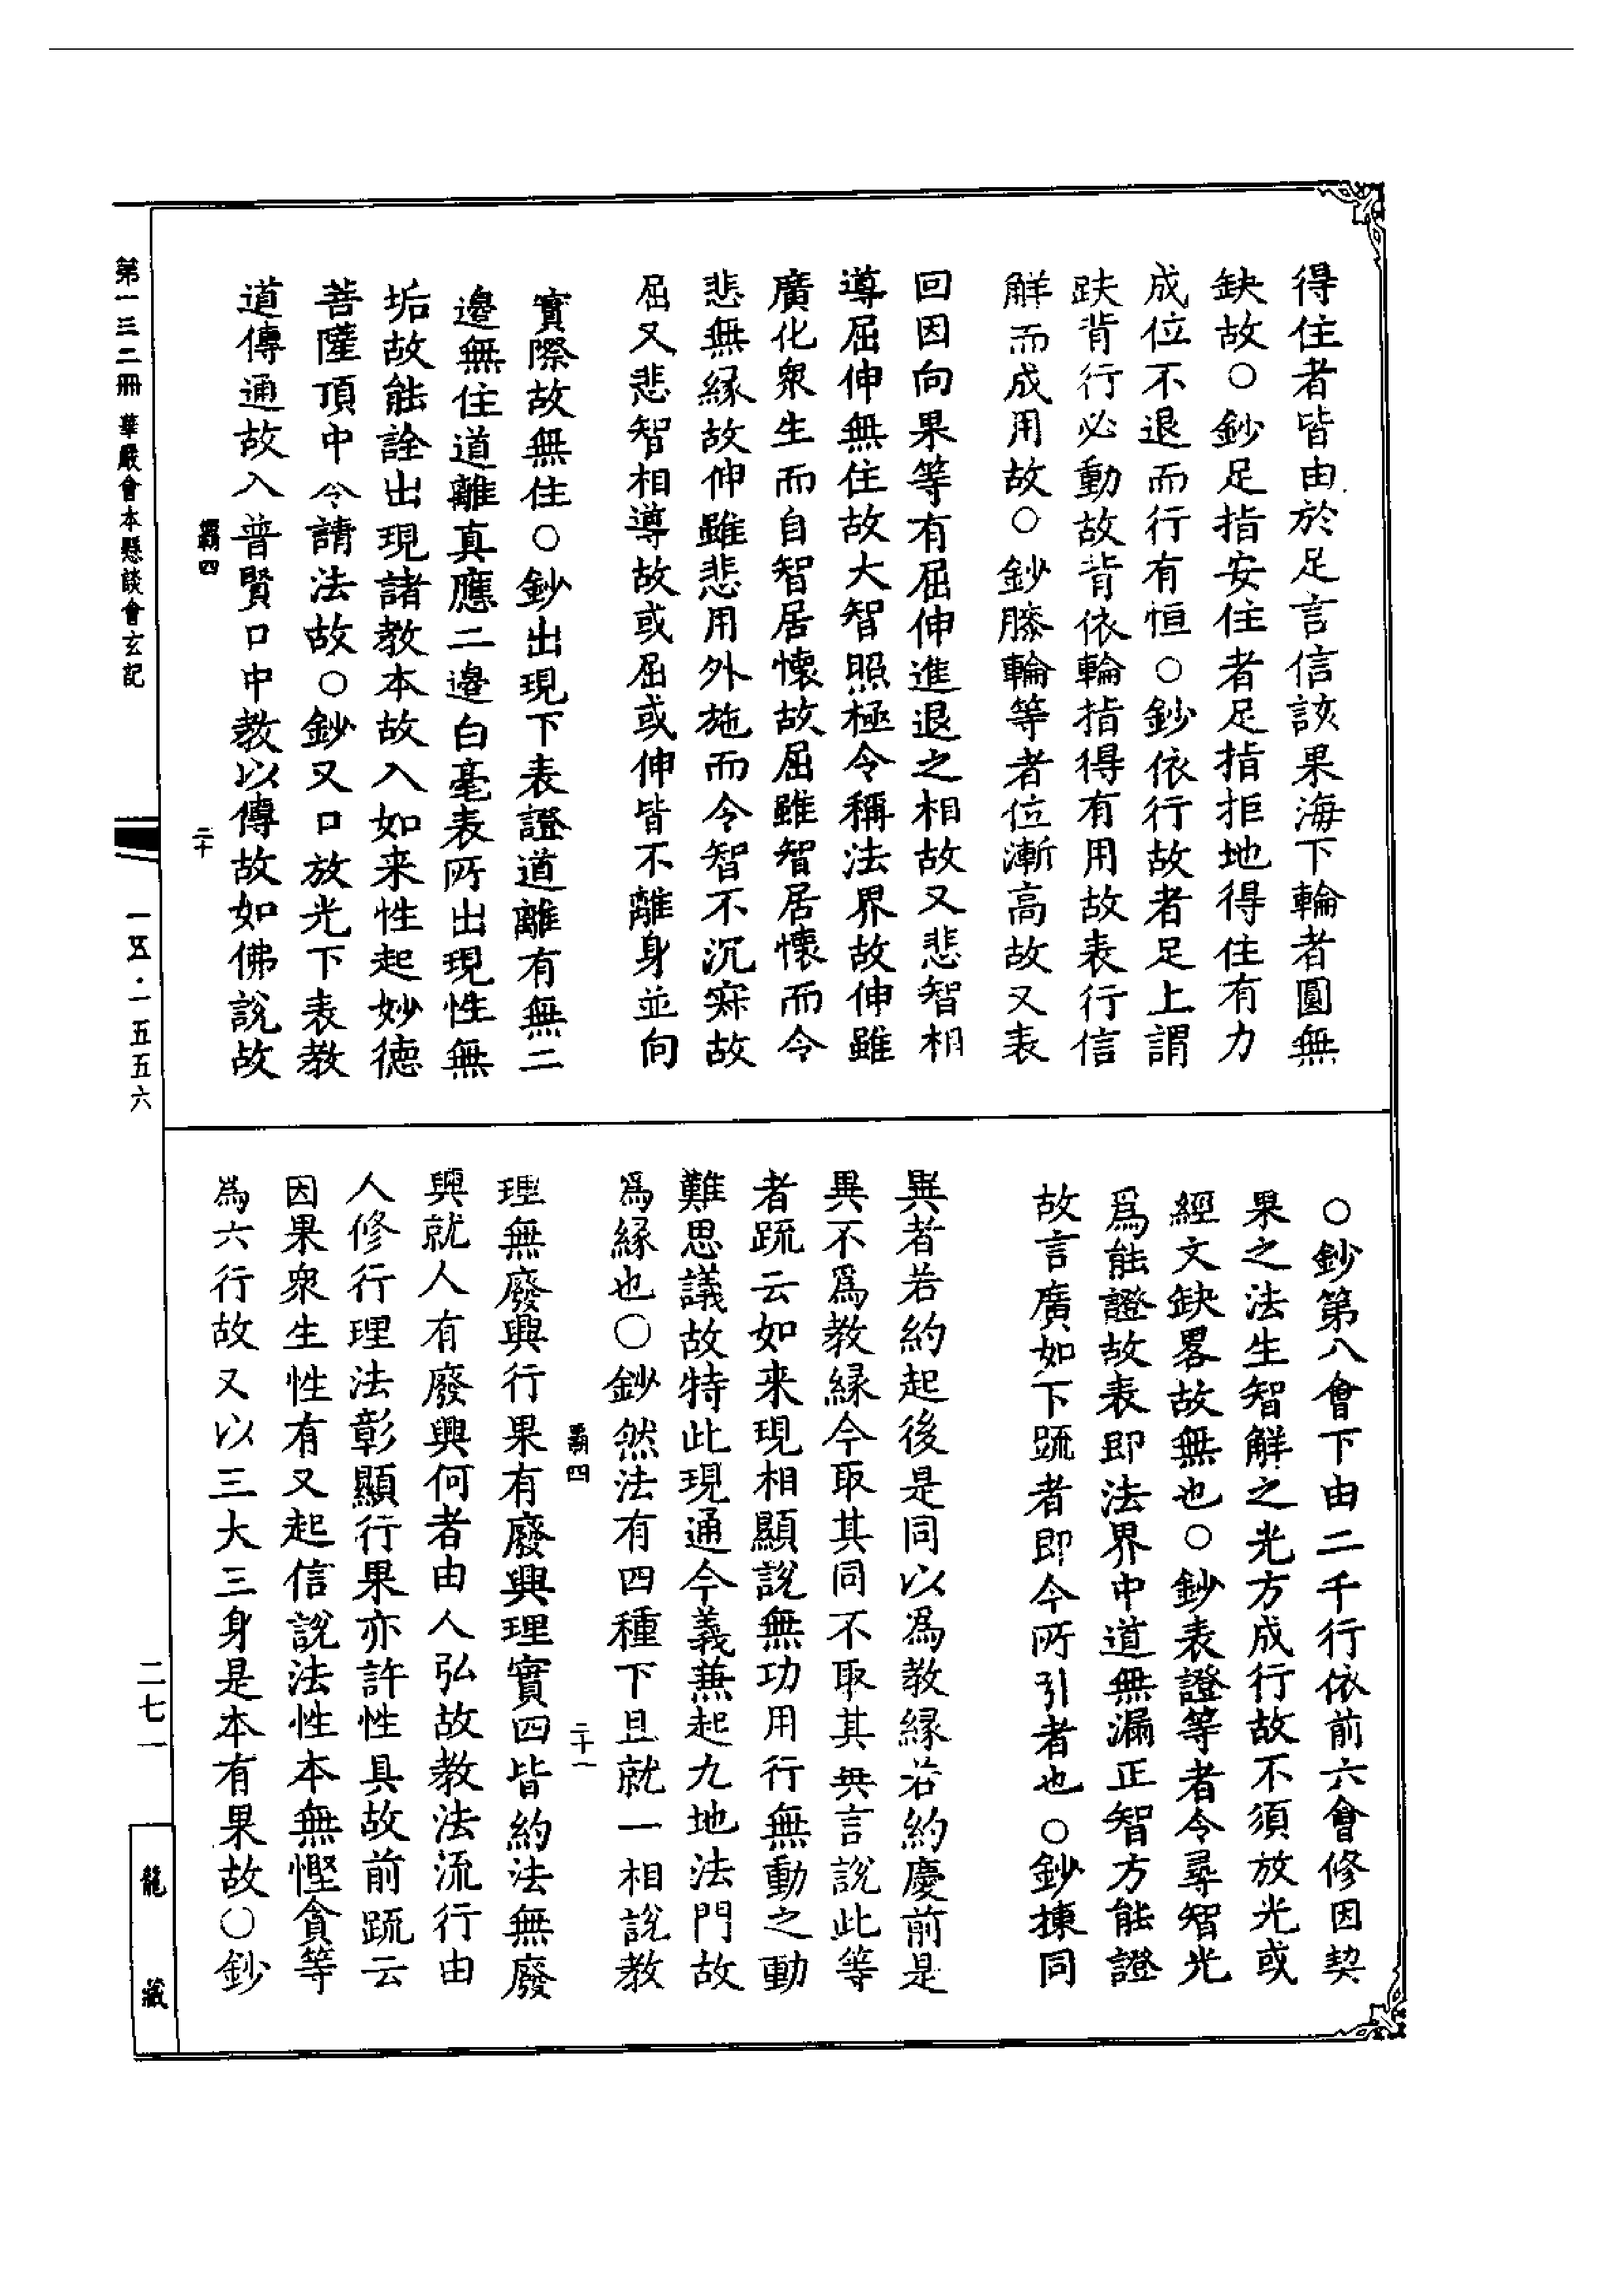 得住者皆由於足言信該果海下輪者圓無
缺故○鈔足指安住者足指拒地得住有力
成位不退而行有恒○鈔依行故者足上謂
趺背行必動故背依輪指得有用故表行信
解而成用故○鈔膝輪等者位漸高故又表
回因向果等有屈伸進退之相故又悲智相
導屈伸無住故大智照極令稱法界故伸雖
廣化衆生而自智居懷故屈雖智居懷而令
悲無緣故伸雖悲用外施而令智不沉寂故
屈又悲智相導故或屈或伸皆不離身並向
實際故無住○鈔出現下表證道離有無二
邊無住道離真應二邊白毫表所出現性無
垢故能詮出現諸教本故入如来性起妙德
菩薩頂中令請法故○鈔又口放光下表教
道傳通故入普賢口中教以傳故如佛說故
霸四
二十
○鈔第八會下由二千行依前六會修因契
果之法生智解之光方成行故不須放光或
經文缺畧故無也○鈔表證等者令尋智光
爲能證故表即法界中道無漏正智方能證
故言廣如下䟽者即今所引者也○鈔揀同
異者若約起後是同以爲教緣若約慶前是
異不爲教緣今取其同不取其異言說此等
者䟽云如来現相顯說無功用行無動之動
難思議故特此現通今義兼起九地法門故
爲緣也○鈔然法有四種下且就一相說教
霸四
二十一
理無廢興行果有廢興理實四皆約法無廢
興就人有廢興何者由人弘故教法流行由
人修行理法彰顯行果亦許性具故前䟽云
因果衆生性有又起信說法性本無慳貪等
爲六行故又以三大三身是本有果故○鈔
第一三二冊 華嚴會本懸談會玄記
一五五·一五五六
二七一
龍藏